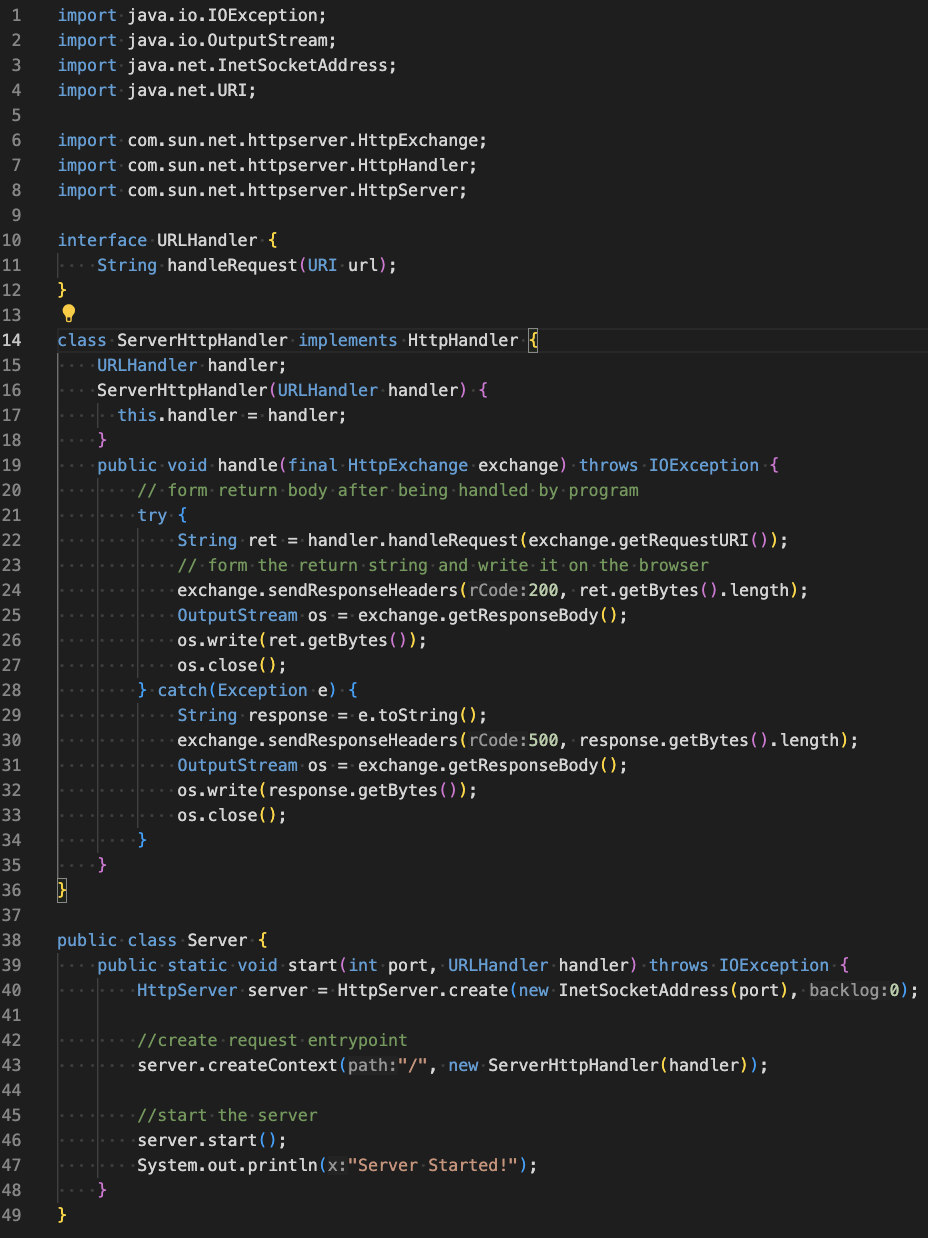 1 import java.io.IOException;
2 import java.io.OutputStream;
3 import java.net.InetSocketAddress;
4 import java.net.URI;
5
6 import com.sun.net.httpserver.HttpExchange;
7 import com.sun.net.httpserver.HttpHandler;
8 import com.sun.net.httpserver.HttpServer;
9
10 interface URLHandler {
11     String handleRequest(URI url);
12 }
13
14 class ServerHttpHandler implements HttpHandler {
15     URLHandler handler;
16     ServerHttpHandler(URLHandler handler) {
17       this.handler = handler;
18     }
19     public void handle(final HttpExchange exchange) throws IOException {
20         // form return body after being handled by program
21         try {
22             String ret = handler.handleRequest(exchange.getRequestURI());
23             // form the return string and write it on the browser
24             exchange.sendResponseHeaders(rCode:200, ret.getBytes().length);
25             OutputStream os = exchange.getResponseBody();
26             os.write(ret.getBytes());
27             os.close();
28         } catch(Exception e) {
29             String response = e.toString();
30             exchange.sendResponseHeaders(rCode:500, response.getBytes().length);
31             OutputStream os = exchange.getResponseBody();
32             os.write(response.getBytes());
33             os.close();
34         }
35     }
36 }
37
38 public class Server {
39     public static void start(int port, URLHandler handler) throws IOException {
40         HttpServer server = HttpServer.create(new InetSocketAddress(port), backlog:0);
41
42         //create request entrypoint
43         server.createContext(path:"/", new ServerHttpHandler(handler));
44
45         //start the server
46         server.start();
47         System.out.println(x:"Server Started!");
48     }
49 }